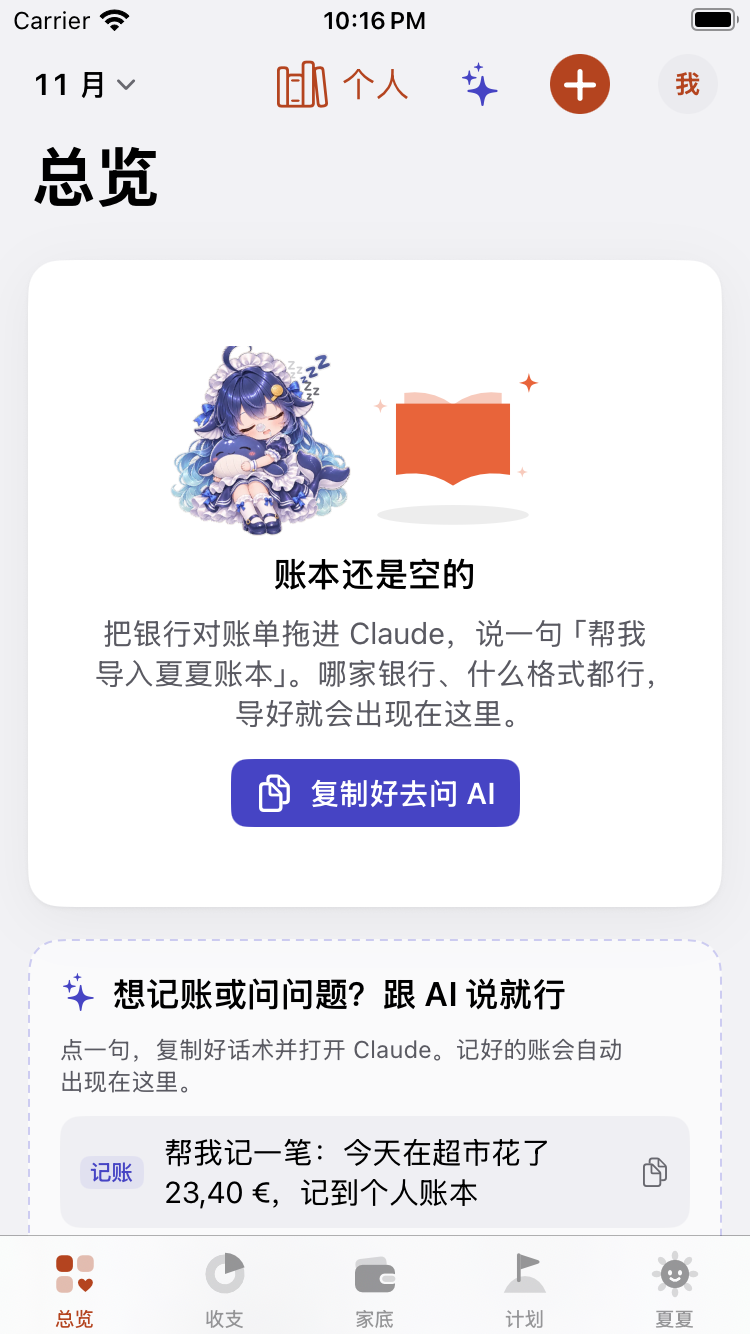 Carrier 10:16 PM
11 月 个人 我
总览
zzzzz
账本还是空的
把银行对账单拖进 Claude，说一句「帮我
导入夏夏账本」。哪家银行、什么格式都行，
导好就会出现在这里。
复制好去问 AI
想记账或问问题？跟 AI 说就行
点一句，复制好话术并打开 Claude。记好的账会自动
出现在这里。
记账 帮我记一笔：今天在超市花了
23,40 €，记到个人账本
总览 收支 家底 计划 夏夏